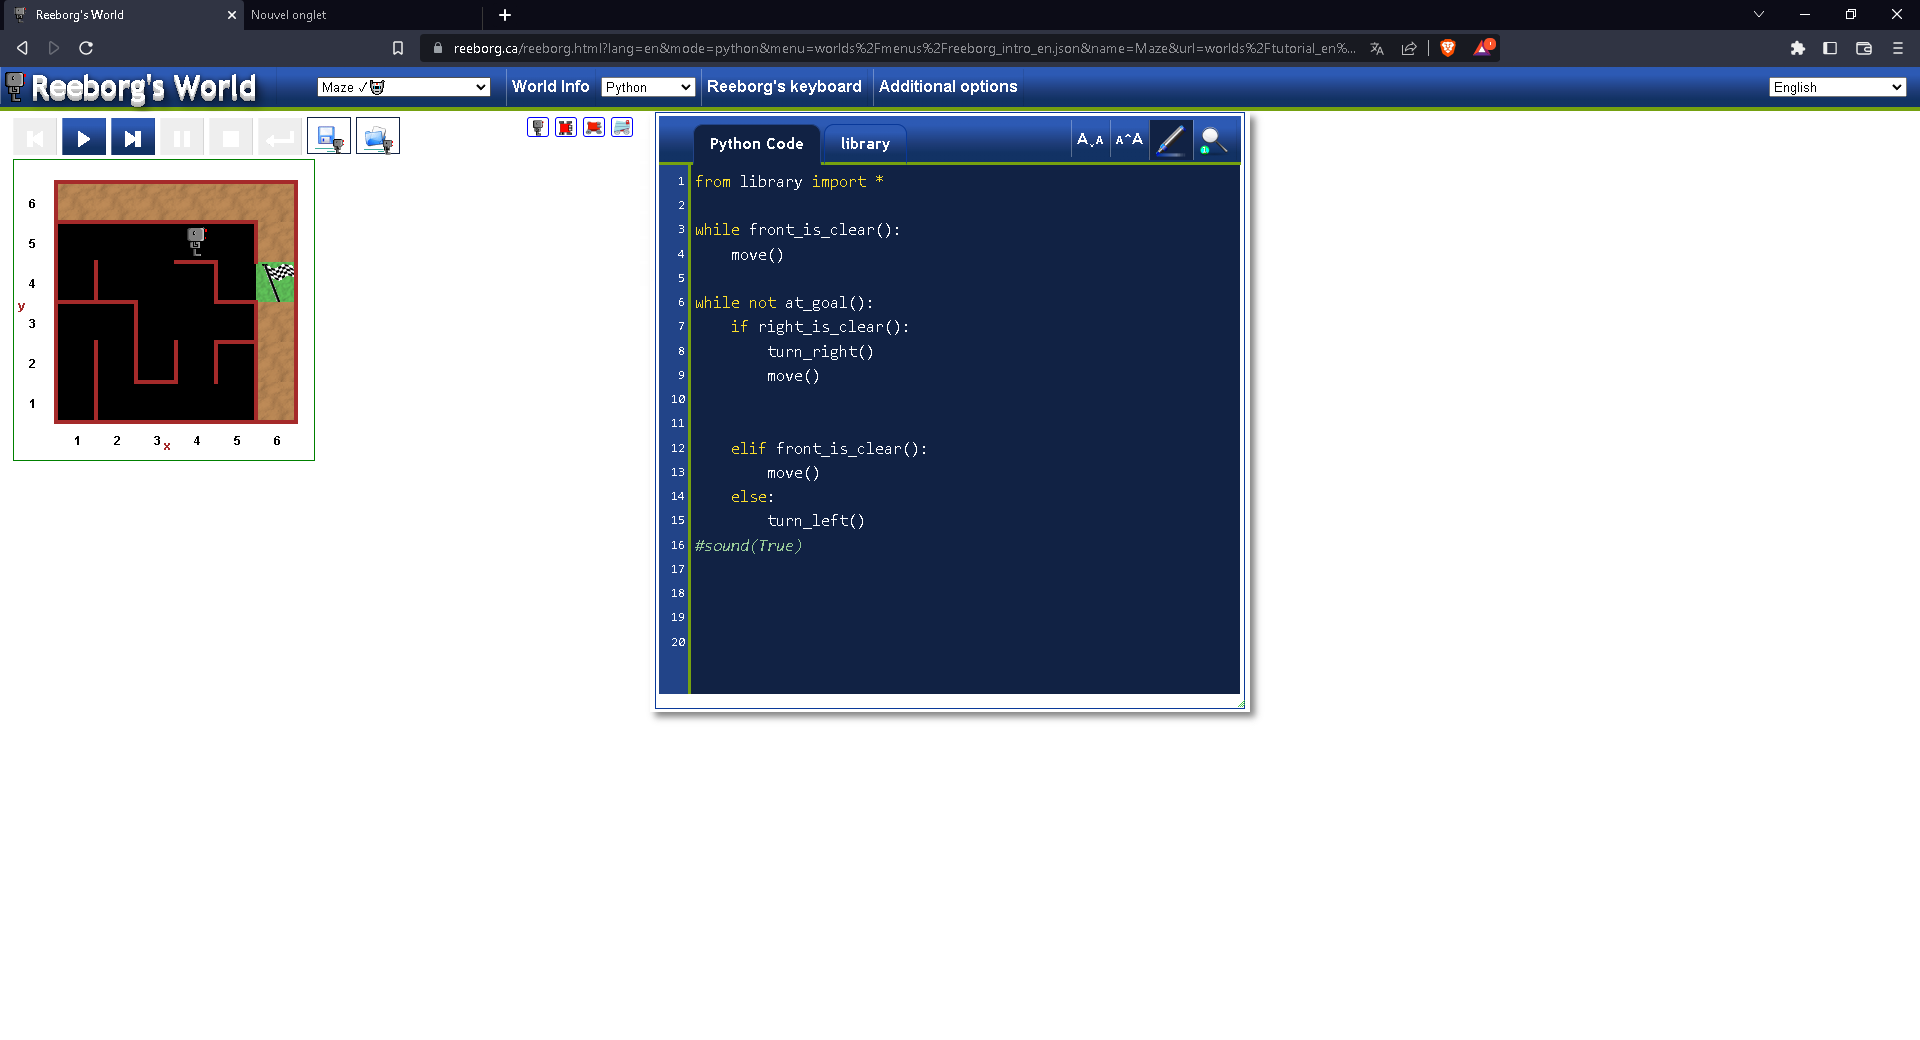 Reeborg's World
Nouvel onglet
reeborg.ca/reeborg.html?lang=en&mode=python&menu=worlds%2Fmenus%2Freeborg_intro_en.json&name=Maze&url=worlds%2Ftutorial_en%...
1
Reeborg's World
Maze ✓
World Info
Python
Reeborg's keyboard
Additional options
English
Python Code
library
A˅A
A^A
1 from library import *
2
3 while front_is_clear():
4     move()
5
6 while not at_goal():
7     if right_is_clear():
8         turn_right()
9         move()
10
11
12     elif front_is_clear():
13         move()
14     else:
15         turn_left()
16 #sound(True)
17
18
19
20
6
5
4
y
3
2
1
1 2 3 x 4 5 6